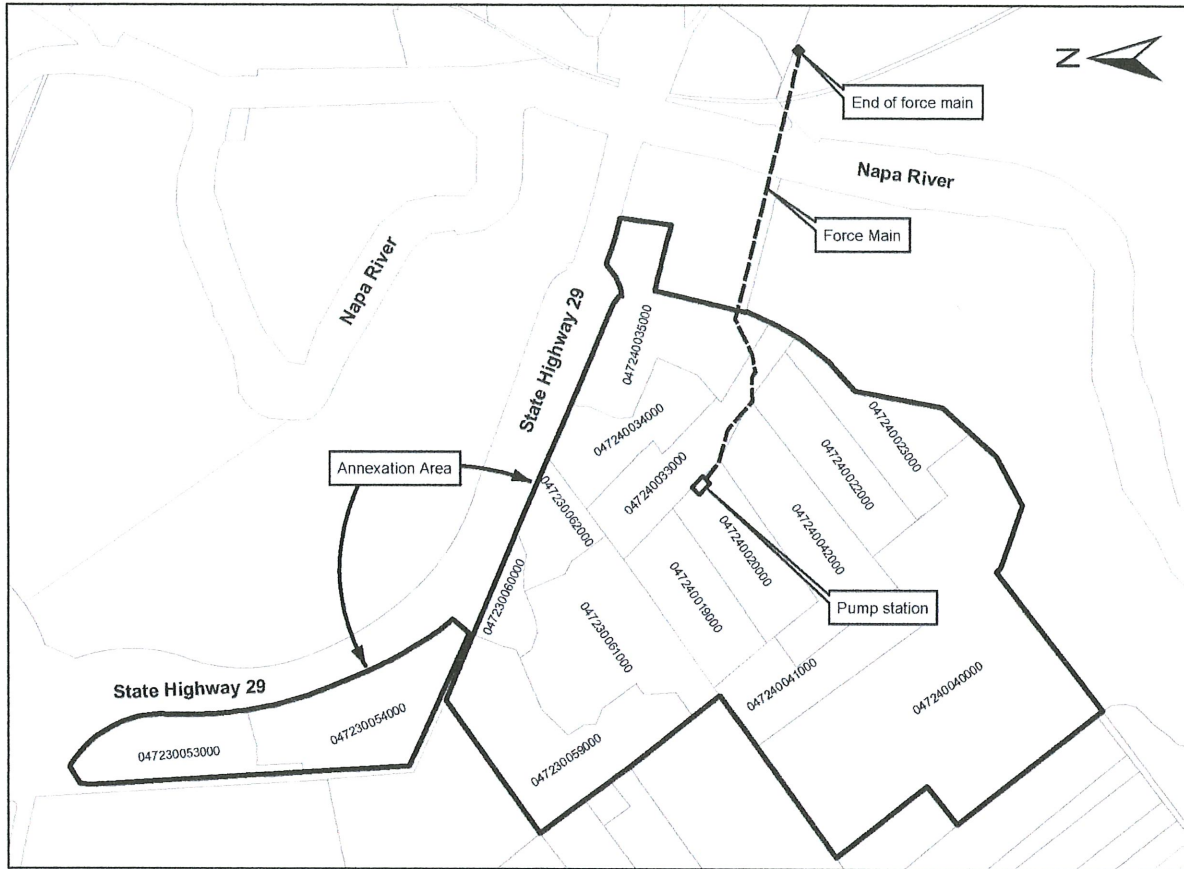 N
End of force main
Napa River
Force Main
Napa River
State Highway 29
047240035000
047240034000
047240033000
047240023000
047240022000
Annexation Area
047230062000
047240042000
047240020000
047230060000
047240019000
Pump station
047230061000
047240041000
047240040000
State Highway 29
047230054000
047230053000
047230059000